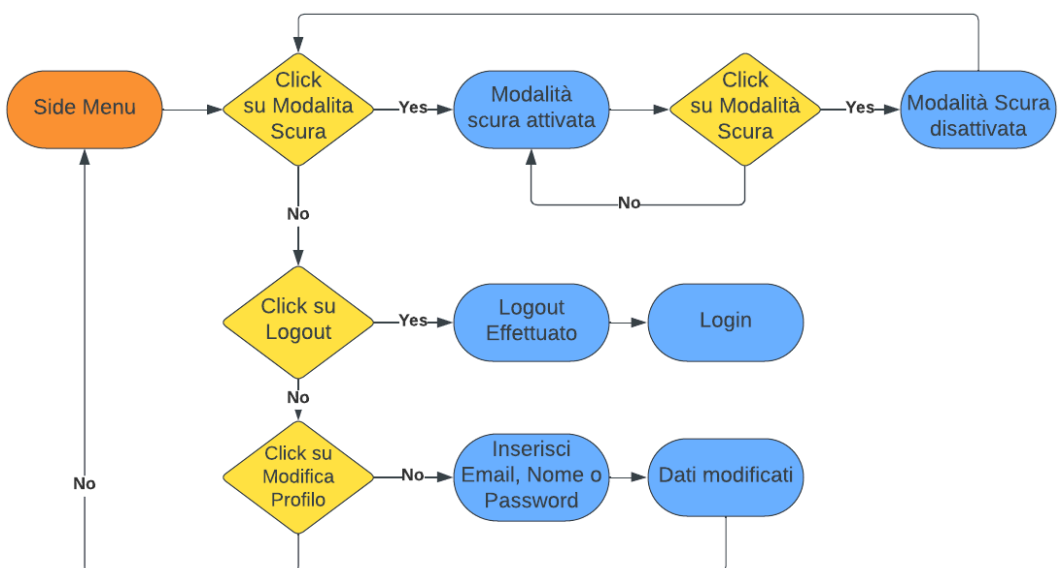 Side Menu
Click
su Modalita
Scura
Yes
Modalità
scura attivata
Click
su Modalità
Scura
Yes
Modalità Scura
disattivata
No
No
Click su
Logout
Yes
Logout
Effettuato
Login
No
Click su
Modifica
Profilo
No
Inserisci
Email, Nome o
Password
Dati modificati
No